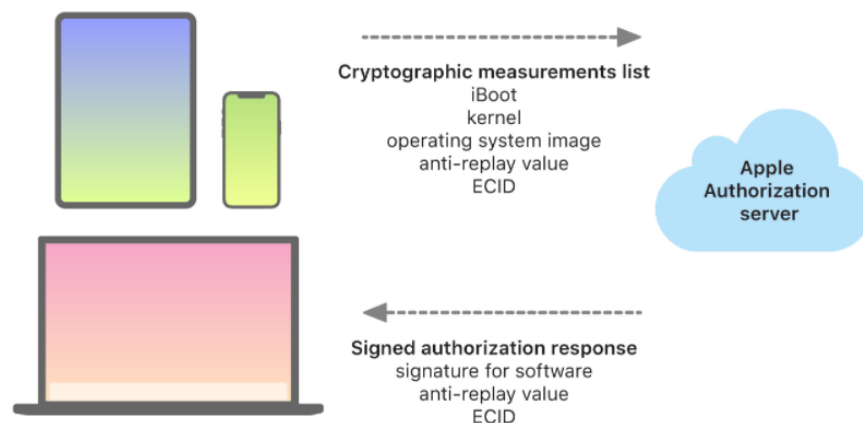 Cryptographic measurements list
iBoot
kernel
operating system image
anti-replay value
ECID
Apple
Authorization
server
Signed authorization response
signature for software
anti-replay value
ECID